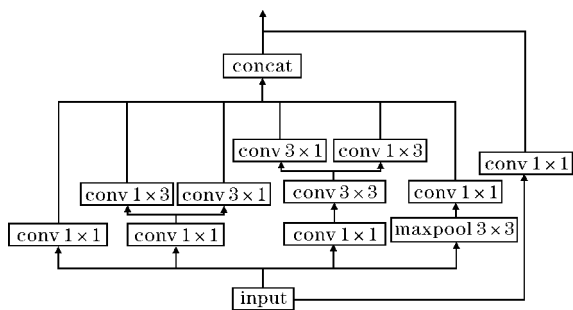 concat
conv 3 × 1
conv 1 × 3
conv 1 × 1
conv 1 × 3
conv 3 × 1
conv 3 × 3
conv 1 × 1
conv 1 × 1
conv 1 × 1
conv 1 × 1
maxpool 3 × 3
input